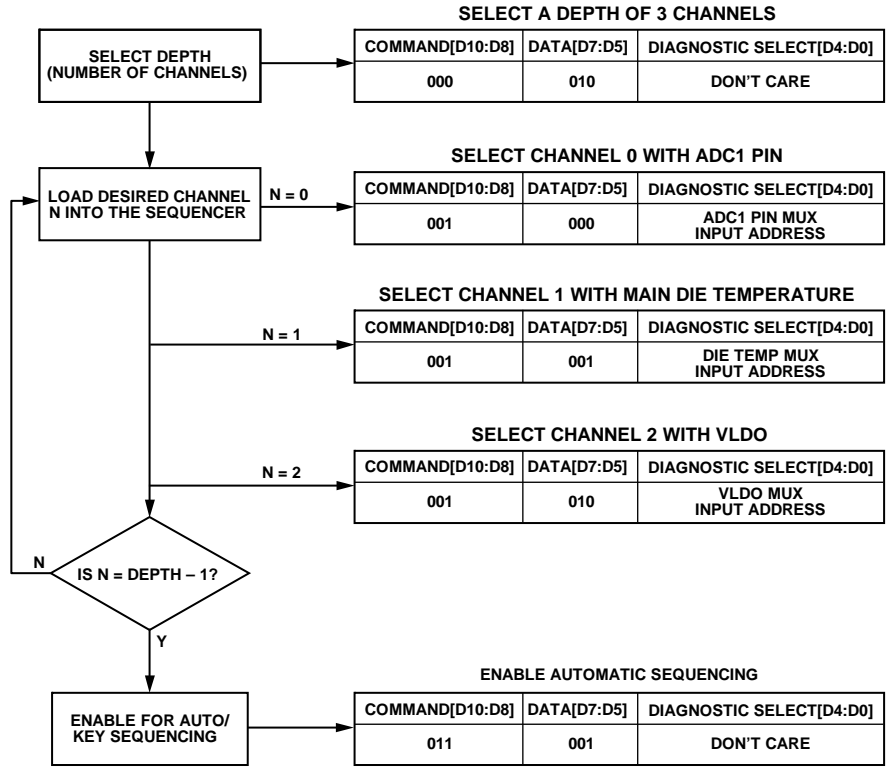 SELECT A DEPTH OF 3 CHANNELS
SELECT DEPTH
(NUMBER OF CHANNELS)
COMMAND[D10:D8] DATA[D7:D5] DIAGNOSTIC SELECT[D4:D0]
000 010 DON'T CARE
SELECT CHANNEL 0 WITH ADC1 PIN
LOAD DESIRED CHANNEL
N INTO THE SEQUENCER
N = 0
COMMAND[D10:D8] DATA[D7:D5] DIAGNOSTIC SELECT[D4:D0]
001 000 ADC1 PIN MUX
INPUT ADDRESS
SELECT CHANNEL 1 WITH MAIN DIE TEMPERATURE
N = 1
COMMAND[D10:D8] DATA[D7:D5] DIAGNOSTIC SELECT[D4:D0]
001 001 DIE TEMP MUX
INPUT ADDRESS
SELECT CHANNEL 2 WITH VLDO
N = 2
COMMAND[D10:D8] DATA[D7:D5] DIAGNOSTIC SELECT[D4:D0]
001 010 VLDO MUX
INPUT ADDRESS
N
IS N = DEPTH – 1?
Y
ENABLE AUTOMATIC SEQUENCING
ENABLE FOR AUTO/
KEY SEQUENCING
COMMAND[D10:D8] DATA[D7:D5] DIAGNOSTIC SELECT[D4:D0]
011 001 DON'T CARE